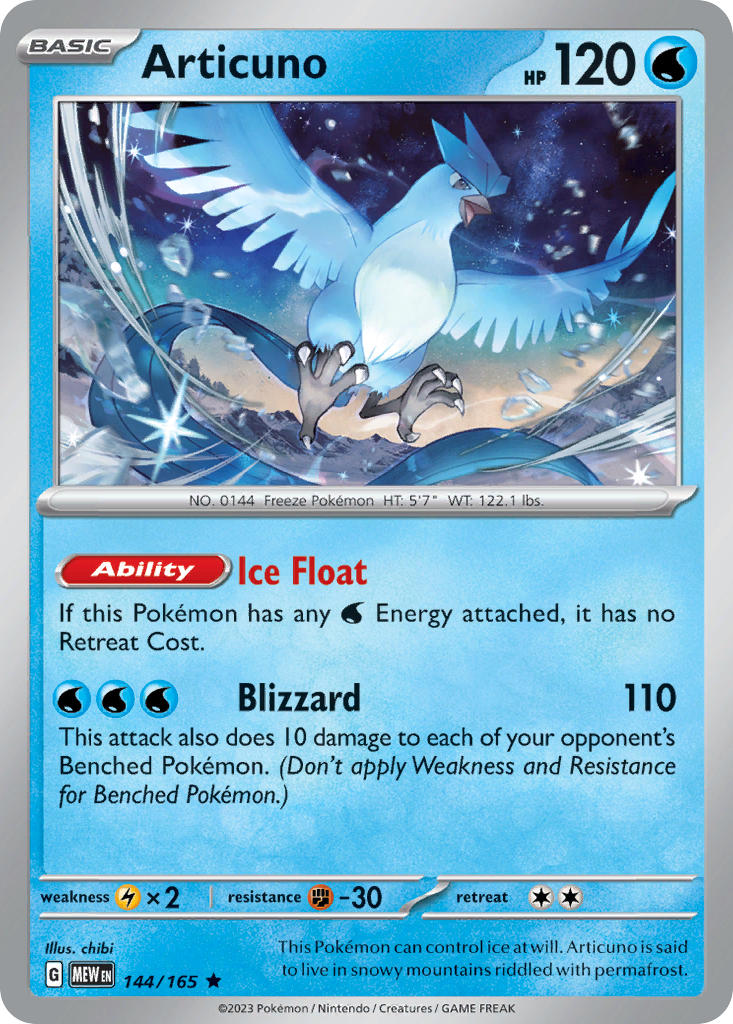 BASIC
Articuno
HP 120
NO. 0144 Freeze Pokémon HT: 5'7" WT: 122.1 lbs.
Ability Ice Float
If this Pokémon has any Energy attached, it has no
Retreat Cost.
Blizzard 110
This attack also does 10 damage to each of your opponent's
Benched Pokémon. (Don't apply Weakness and Resistance
for Benched Pokémon.)
weakness ×2 resistance -30 retreat
Illus. chibi
This Pokémon can control ice at will. Articuno is said
to live in snowy mountains riddled with permafrost.
G MEW EN 144/165 ★
©2023 Pokémon / Nintendo / Creatures / GAME FREAK